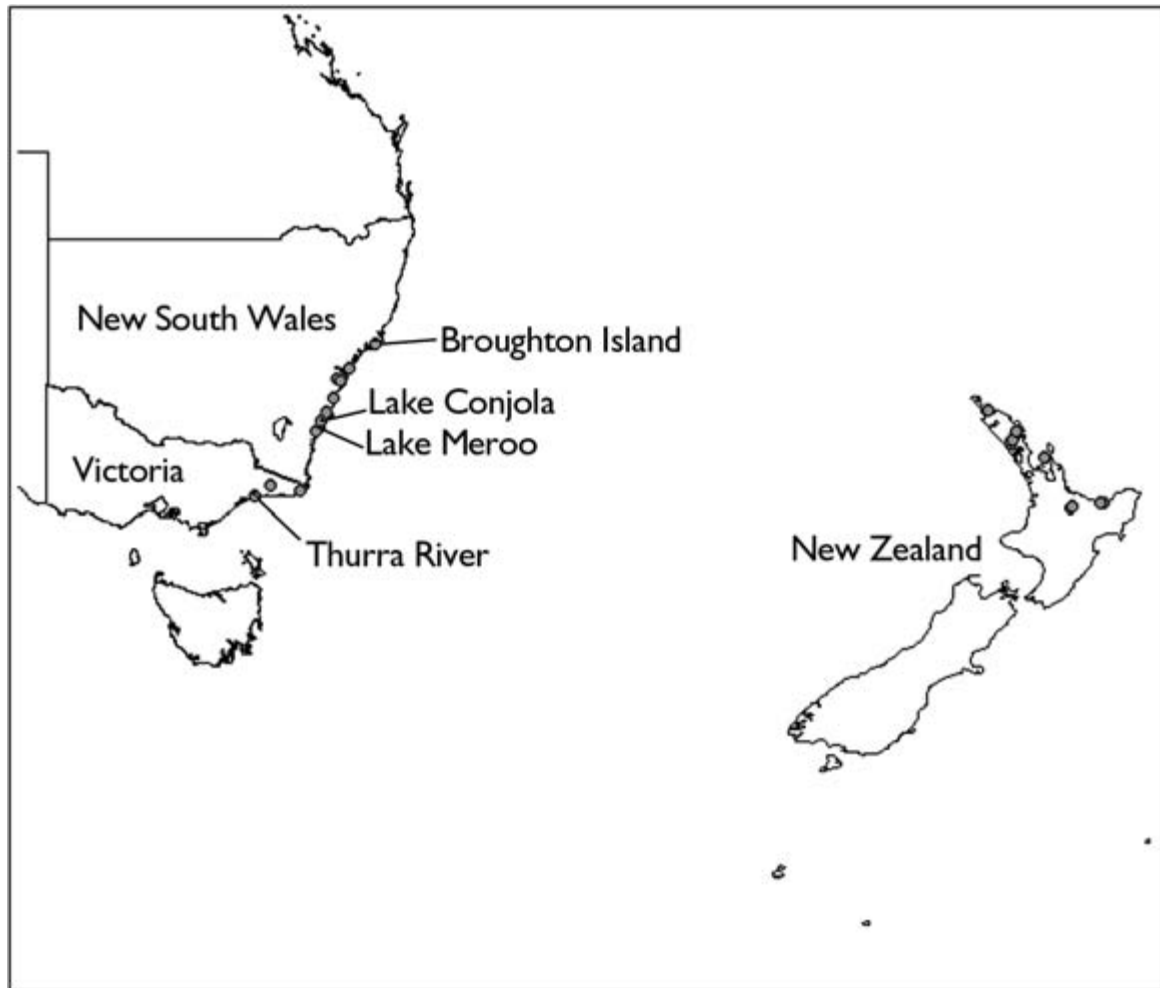 New South Wales
Broughton Island
Lake Conjola
Lake Meroo
Victoria
Thurra River
New Zealand